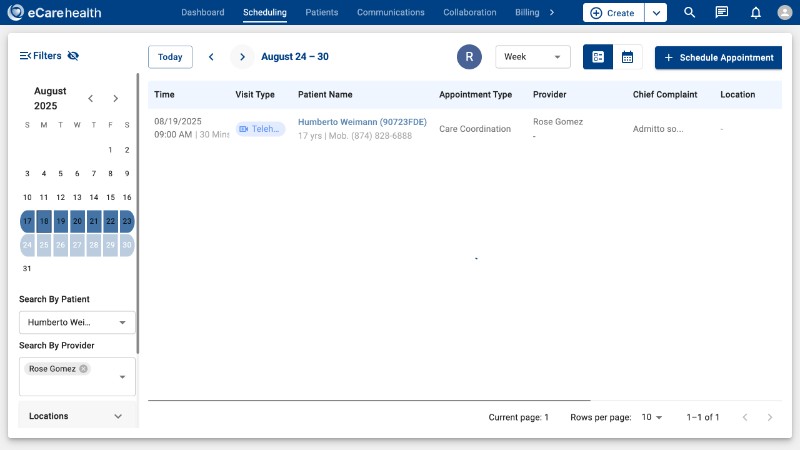 eCarehealth
Dashboard
Scheduling
Patients
Communications
Collaboration
Billing
Create
Filters
Today
August 24 – 30
R
Week
Schedule Appointment
August
2025
S M T W T F S
1 2
3 4 5 6 7 8 9
10 11 12 13 14 15 16
17 18 19 20 21 22 23
24 25 26 27 28 29 30
31
Search By Patient
Humberto Wei...
Search By Provider
Rose Gomez
Locations
Time Visit Type Patient Name Appointment Type Provider Chief Complaint Location
08/19/2025
09:00 AM | 30 Mins
Teleh...
Humberto Weimann (90723FDE)
17 yrs | Mob. (874) 828-6888
Care Coordination
Rose Gomez
-
Admitto so...
-
-
Current page: 1
Rows per page: 10
1–1 of 1